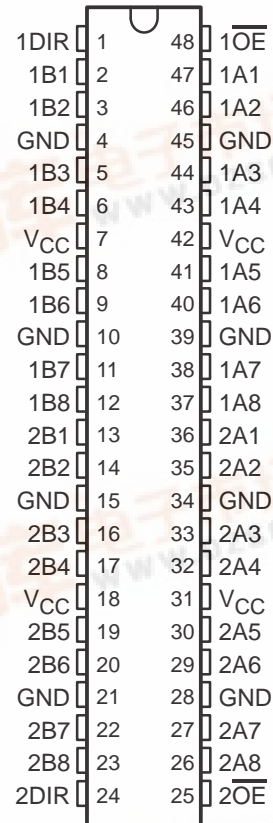 1DIR 1 48 1OE
1B1 2 47 1A1
1B2 3 46 1A2
GND 4 45 GND
1B3 5 44 1A3
1B4 6 43 1A4
VCC 7 42 VCC
1B5 8 41 1A5
1B6 9 40 1A6
GND 10 39 GND
1B7 11 38 1A7
1B8 12 37 1A8
2B1 13 36 2A1
2B2 14 35 2A2
GND 15 34 GND
2B3 16 33 2A3
2B4 17 32 2A4
VCC 18 31 VCC
2B5 19 30 2A5
2B6 20 29 2A6
GND 21 28 GND
2B7 22 27 2A7
2B8 23 26 2A8
2DIR 24 25 2OE